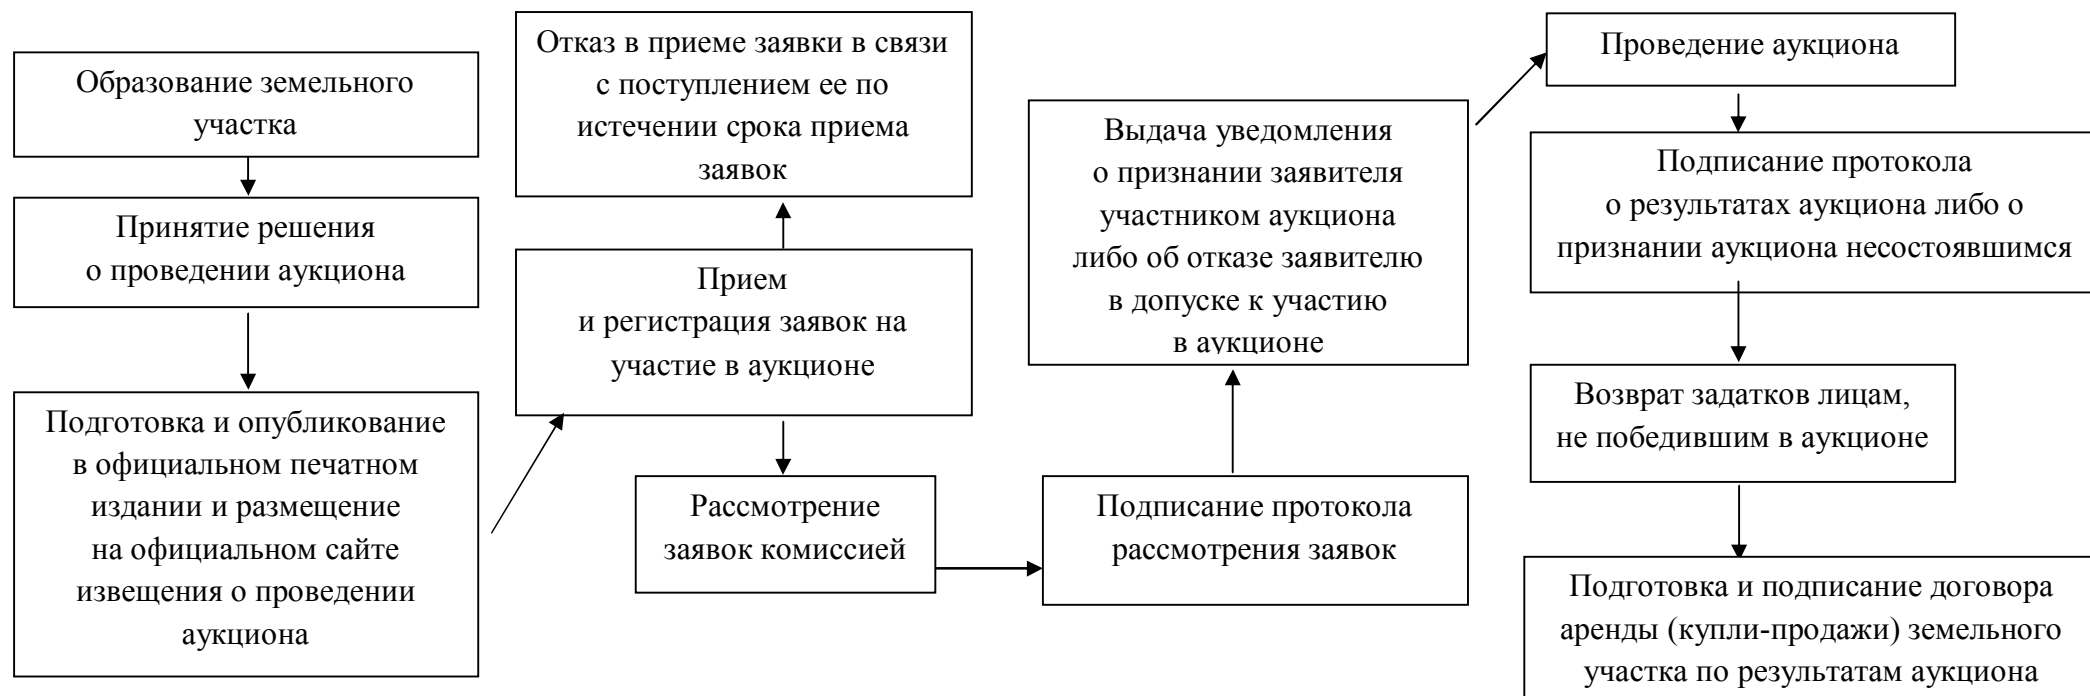 Образование земельного
участка
Принятие решения
о проведении аукциона
Подготовка и опубликование
в официальном печатном
издании и размещение
на официальном сайте
извещения о проведении
аукциона
Отказ в приеме заявки в связи
с поступлением ее по
истечении срока приема
заявок
Прием
и регистрация заявок на
участие в аукционе
Рассмотрение
заявок комиссией
Подписание протокола
рассмотрения заявок
Выдача уведомления
о признании заявителя
участником аукциона
либо об отказе заявителю
в допуске к участию
в аукционе
Проведение аукциона
Подписание протокола
о результатах аукциона либо о
признании аукциона несостоявшимся
Возврат задатков лицам,
не победившим в аукционе
Подготовка и подписание договора
аренды (купли-продажи) земельного
участка по результатам аукциона